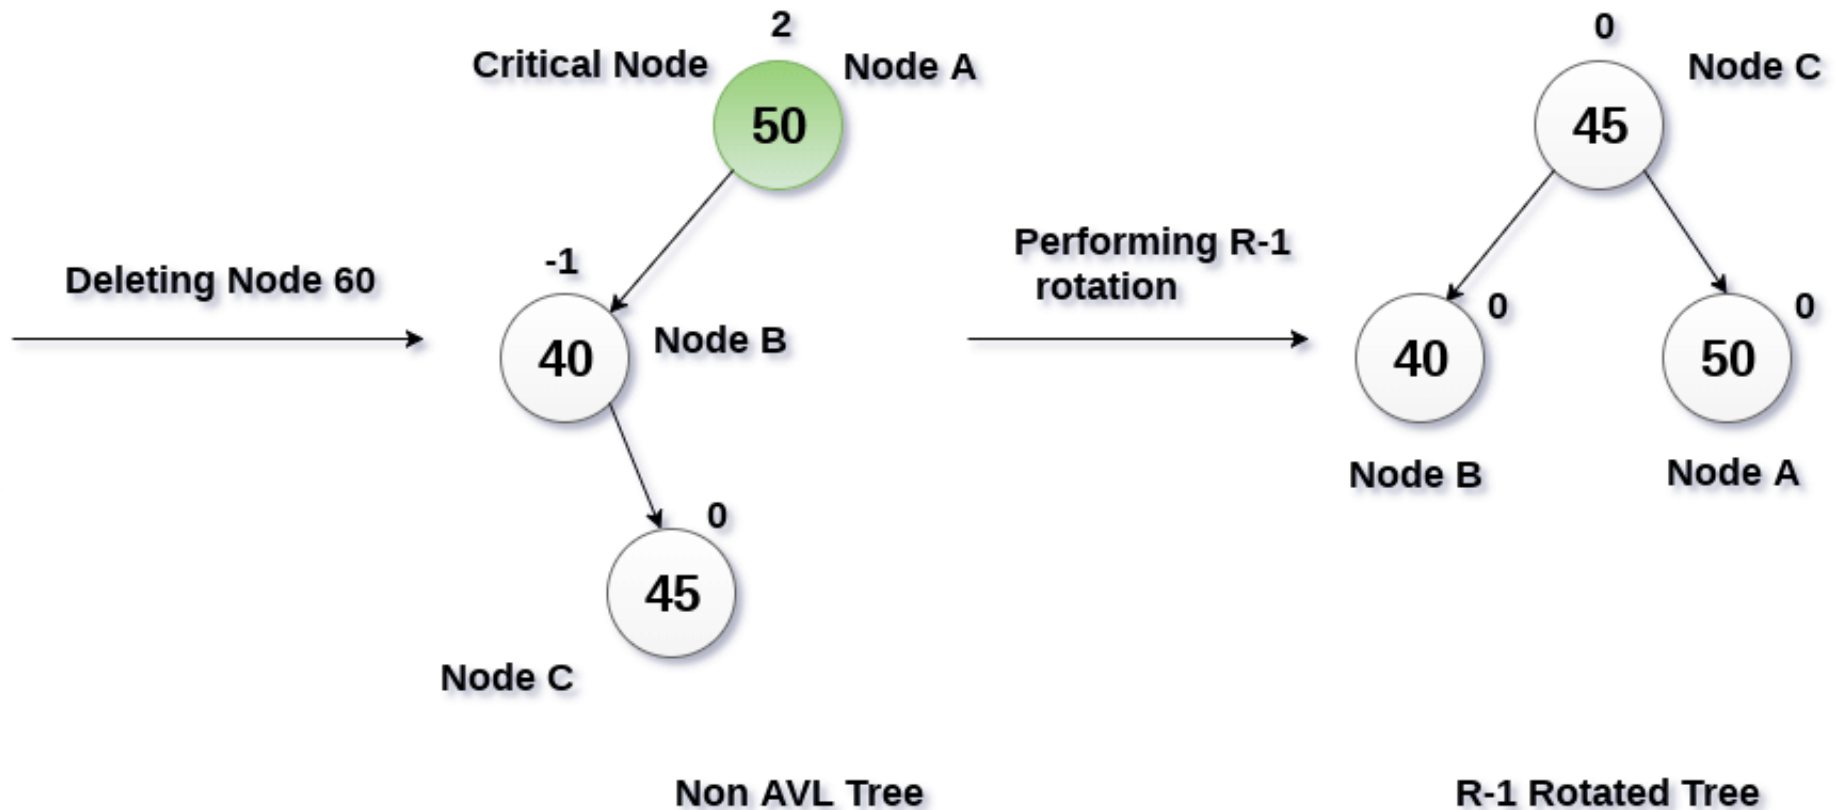 2
0
Critical Node
Node A
Node C
50
45
Performing R-1
rotation
-1
Deleting Node 60
0
0
Node B
40
40
50
Node B
Node A
0
45
Node C
Non AVL Tree
R-1 Rotated Tree